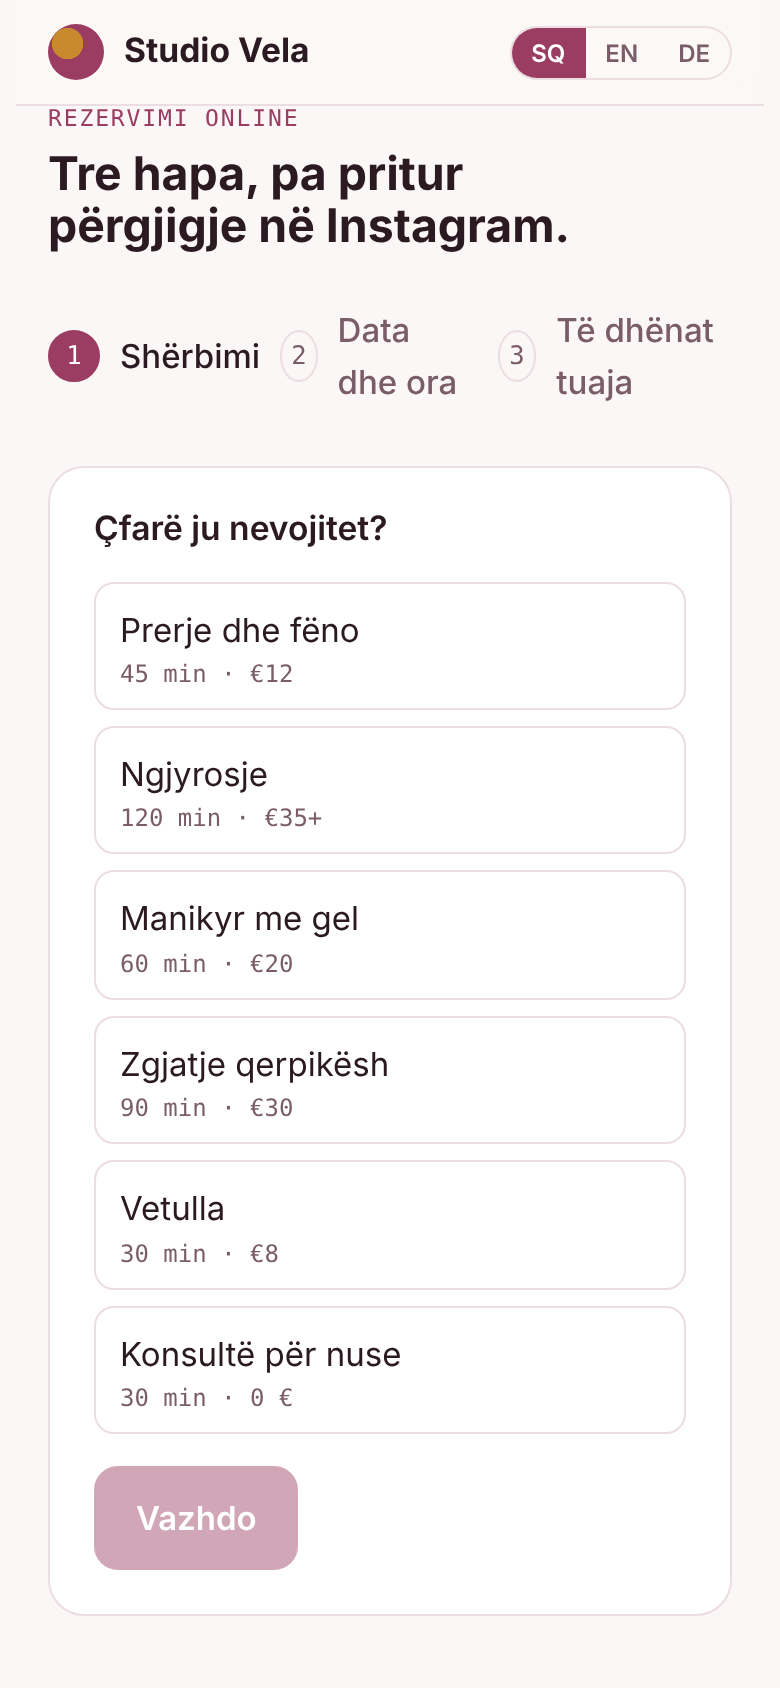 Studio Vela
SQ EN DE
REZERVIMI ONLINE
Tre hapa, pa pritur
përgjigje në Instagram.
1 Shërbimi
2 Data
dhe ora
3 Të dhënat
tuaja
Çfarë ju nevojitet?
Prerje dhe fëno
45 min · €12
Ngjyrosje
120 min · €35+
Manikyr me gel
60 min · €20
Zgjatje qerpikësh
90 min · €30
Vetulla
30 min · €8
Konsultë për nuse
30 min · 0 €
Vazhdo